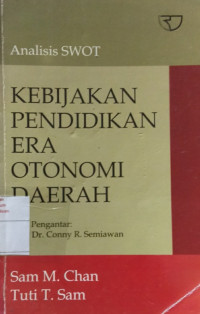 Analisis SWOT
KEBIJAKAN
PENDIDIKAN
ERA
OTONOMI
DAERAH
Pengantar:
Dr. Conny R. Semiawan
Sam M. Chan
Tuti T. Sam